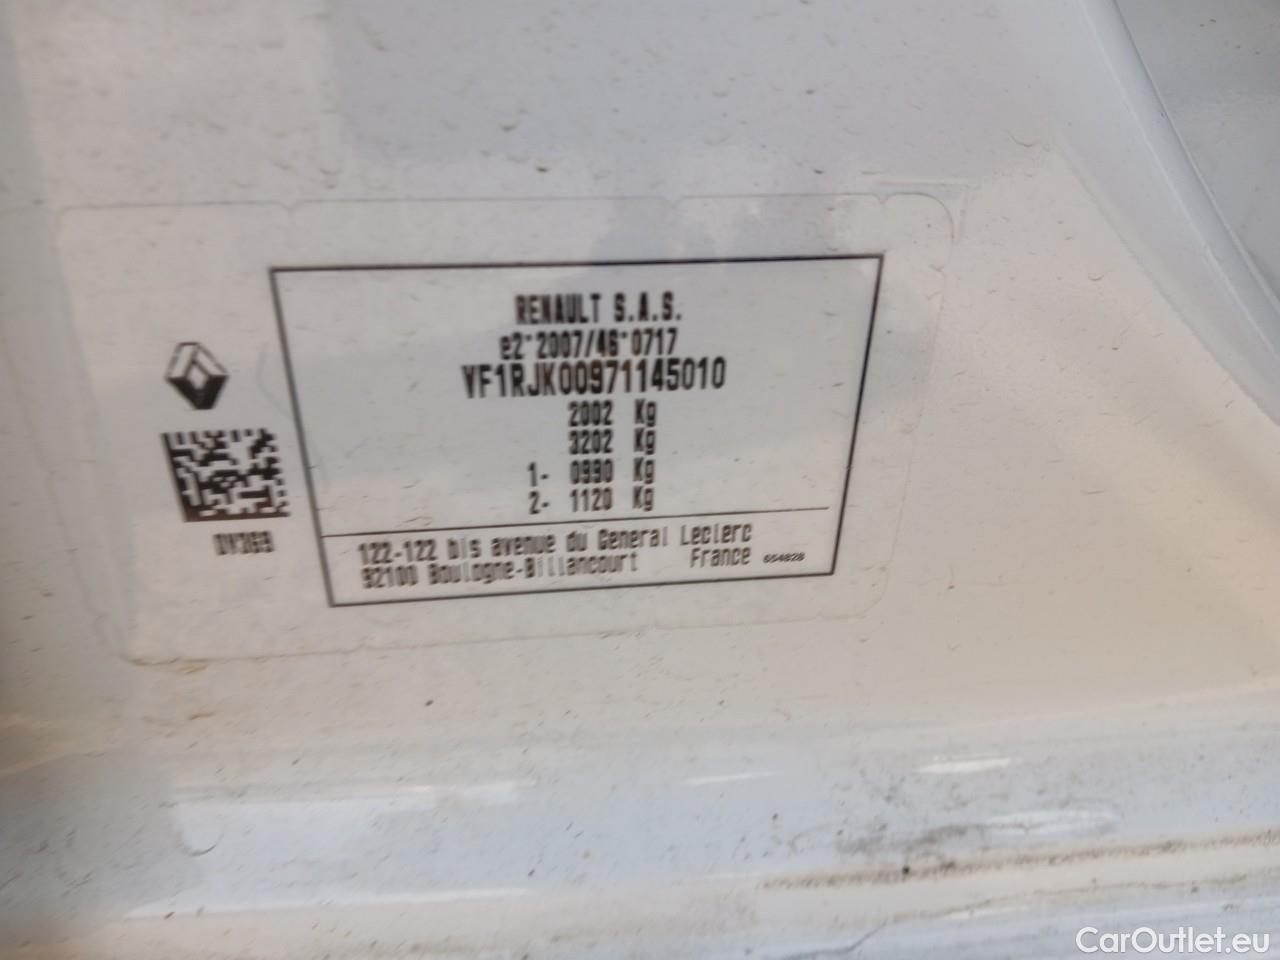 RENAULT S.A.S.
e2*2007/46*0717
VF1RJK00971145010
2002 Kg
3202 Kg
1- 0990 Kg
2- 1120 Kg
122-122 bis avenue du General Leclerc
92100 Boulogne-Billancourt France 654828
CarOutlet.eu